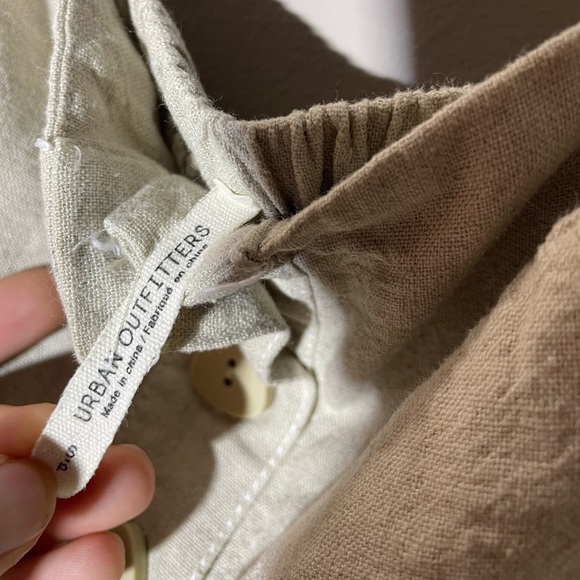 URBAN OUTFITTERS
Made in china / Fabriqué en chine
P/S